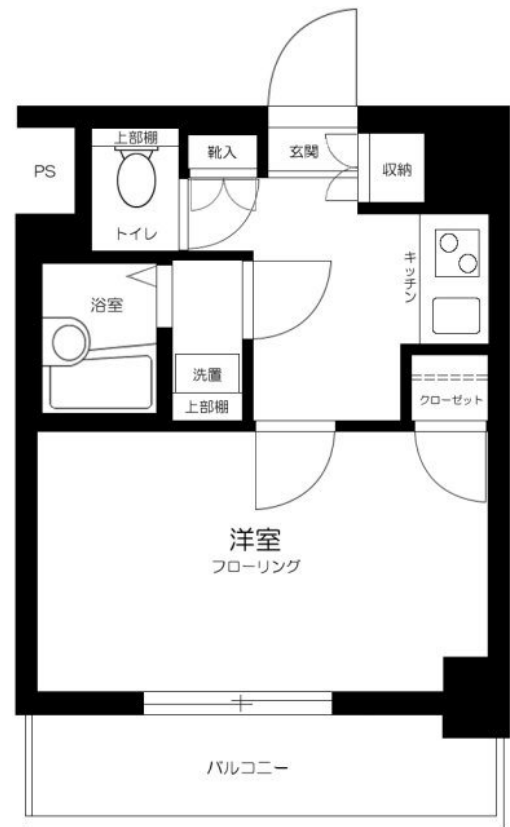 上部棚
靴入
玄関
収納
PS
トイレ
キッチン
浴室
洗置
上部棚
クローゼット
洋室
フローリング
バルコニー